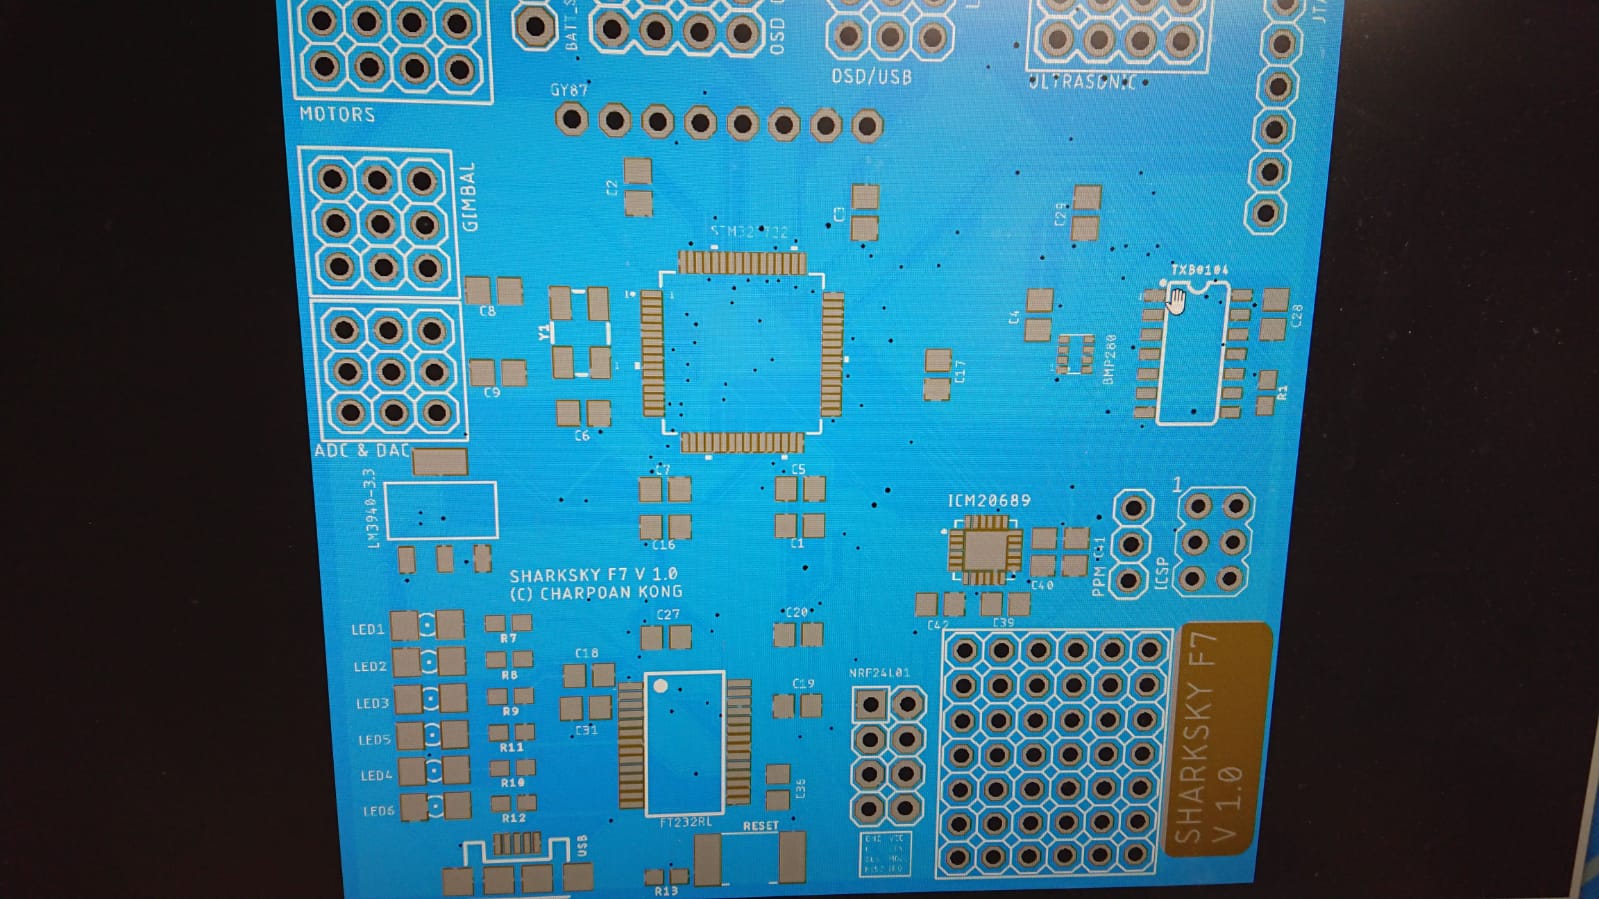 OSD
OSD/USB
MOTORS
GY87
GIMBAL
C2
C3
C29
TXB0104
C8
Y1
C4
C28
BMP280
C17
R1
C9
C6
ADC & DAC
LM3940-3.3
C7
C5
ICM20689
1
C16
C1
PPM
ICSP
C40
SHARKSKY F7 V 1.0
(C) CHARPOAN KONG
C42
C39
LED1
R7
C27
C20
LED2
R8
C18
NRF24L01
LED3
R9
C19
SHARKSKY F7
V 1.0
C31
LED5
R11
LED4
R10
C36
LED6
R12
FT232RL
RESET
USB
R13